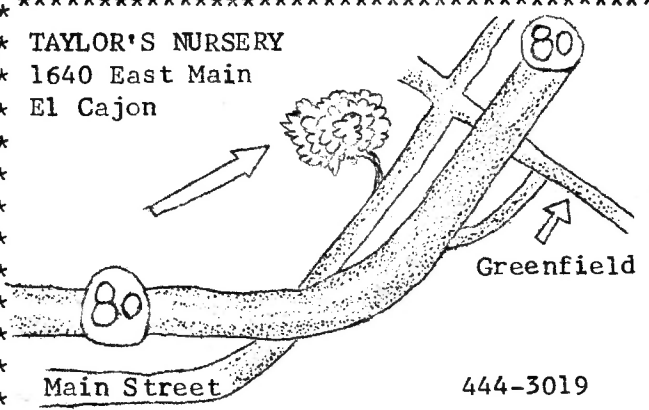 TAYLOR'S NURSERY
1640 East Main
El Cajon
80
Greenfield
80
Main Street
444-3019